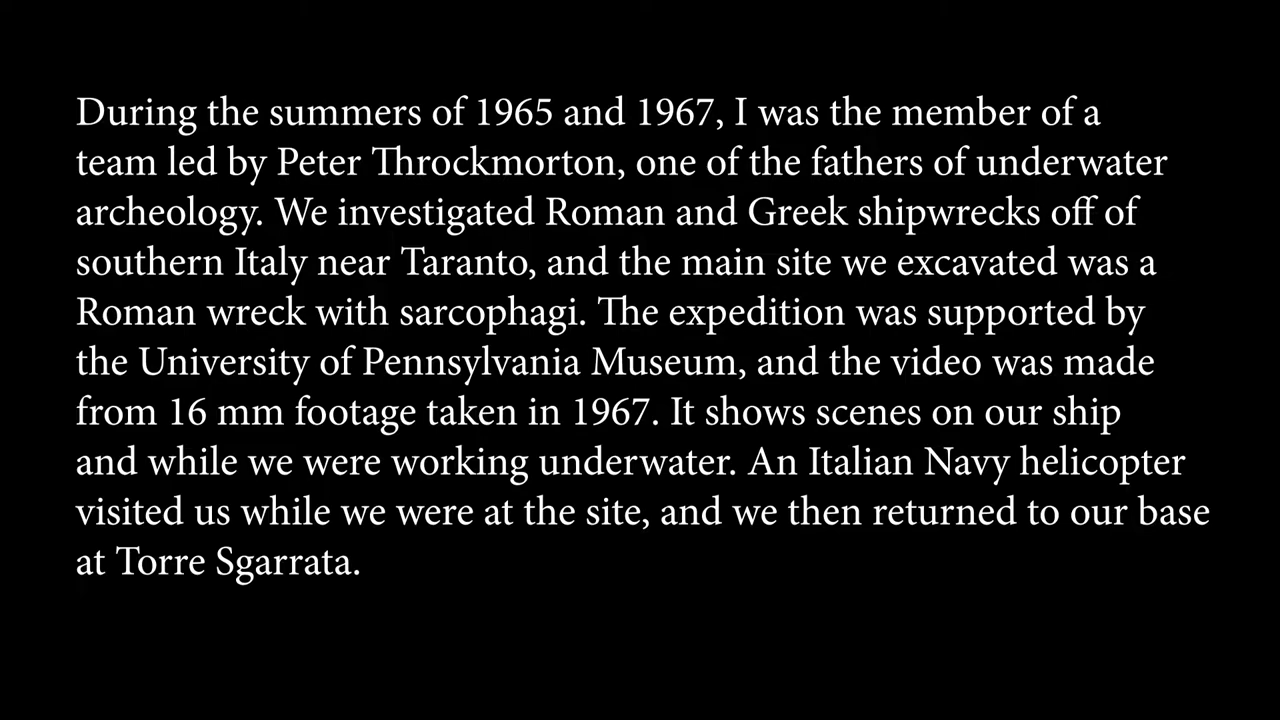 During the summers of 1965 and 1967, I was the member of a
team led by Peter Throckmorton, one of the fathers of underwater
archeology. We investigated Roman and Greek shipwrecks off of
southern Italy near Taranto, and the main site we excavated was a
Roman wreck with sarcophagi. The expedition was supported by
the University of Pennsylvania Museum, and the video was made
from 16 mm footage taken in 1967. It shows scenes on our ship
and while we were working underwater. An Italian Navy helicopter
visited us while we were at the site, and we then returned to our base
at Torre Sgarrata.